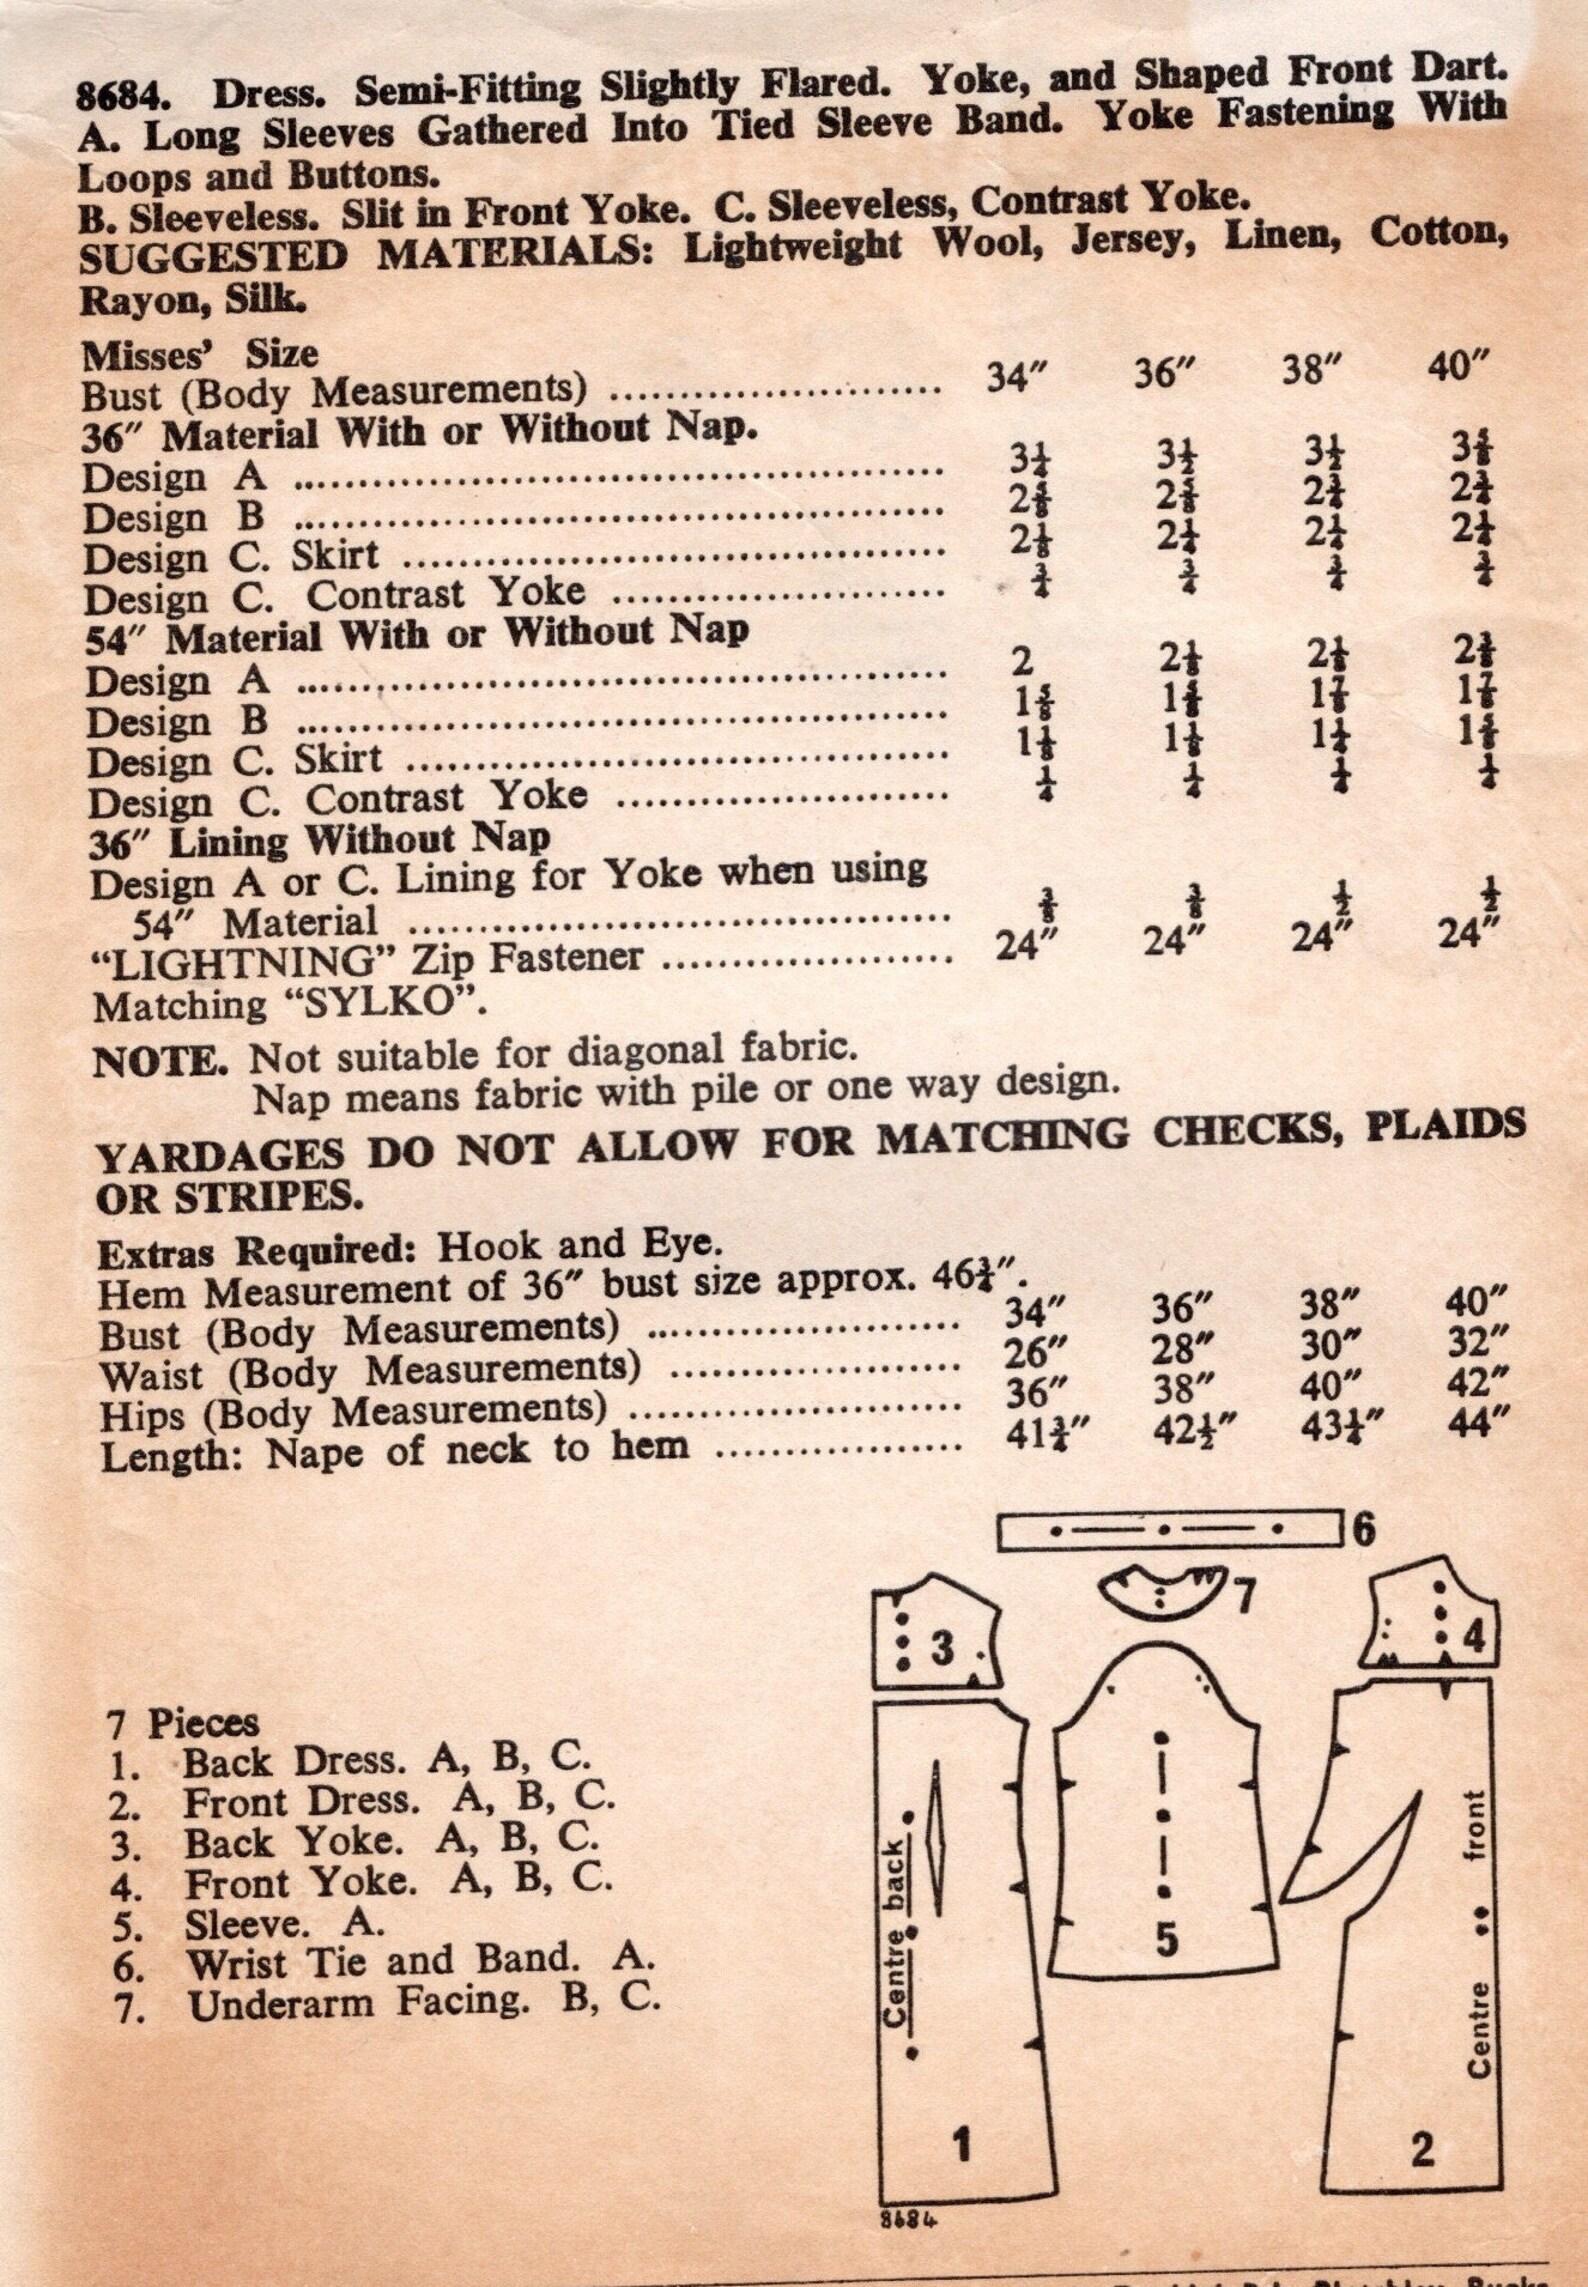 8684. Dress. Semi-Fitting Slightly Flared. Yoke, and Shaped Front Dart.
A. Long Sleeves Gathered Into Tied Sleeve Band. Yoke Fastening With
Loops and Buttons.
B. Sleeveless. Slit in Front Yoke. C. Sleeveless, Contrast Yoke.
SUGGESTED MATERIALS: Lightweight Wool, Jersey, Linen, Cotton,
Rayon, Silk.
Misses' Size
Bust (Body Measurements) ........................ 34" 36" 38" 40"
36" Material With or Without Nap.
Design A ................................................ 3¼ 3½ 3½ 3⅝
Design B ................................................ 2⅝ 2⅝ 2¾ 2¾
Design C. Skirt ........................................ 2⅛ 2¼ 2¼ 2¼
Design C. Contrast Yoke ........................ ¾ ¾ ¾ ¾
54" Material With or Without Nap
Design A ................................................ 2 2⅛ 2⅛ 2⅜
Design B ................................................ 1⅝ 1⅝ 1⅞ 1⅞
Design C. Skirt ........................................ 1⅛ 1⅛ 1¼ 1⅝
Design C. Contrast Yoke ........................ ¼ ¼ ¼ ¼
36" Lining Without Nap
Design A or C. Lining for Yoke when using
54" Material ........................................ ⅜ ⅜ ½ ½
"LIGHTNING" Zip Fastener ..................... 24" 24" 24" 24"
Matching "SYLKO".
NOTE. Not suitable for diagonal fabric.
Nap means fabric with pile or one way design.
YARDAGES DO NOT ALLOW FOR MATCHING CHECKS, PLAIDS
OR STRIPES.
Extras Required: Hook and Eye.
Hem Measurement of 36" bust size approx. 46¾".
Bust (Body Measurements) ....................... 34" 36" 38" 40"
Waist (Body Measurements) ..................... 26" 28" 30" 32"
Hips (Body Measurements) ........................ 36" 38" 40" 42"
Length: Nape of neck to hem .................. 41¾" 42½" 43¼" 44"
6
7
3
4
7 Pieces
1. Back Dress. A, B, C.
2. Front Dress. A, B, C.
3. Back Yoke. A, B, C.
4. Front Yoke. A, B, C.
5. Sleeve. A.
6. Wrist Tie and Band. A.
7. Underarm Facing. B, C.
Centre back
5
Centre front
1
2
8684